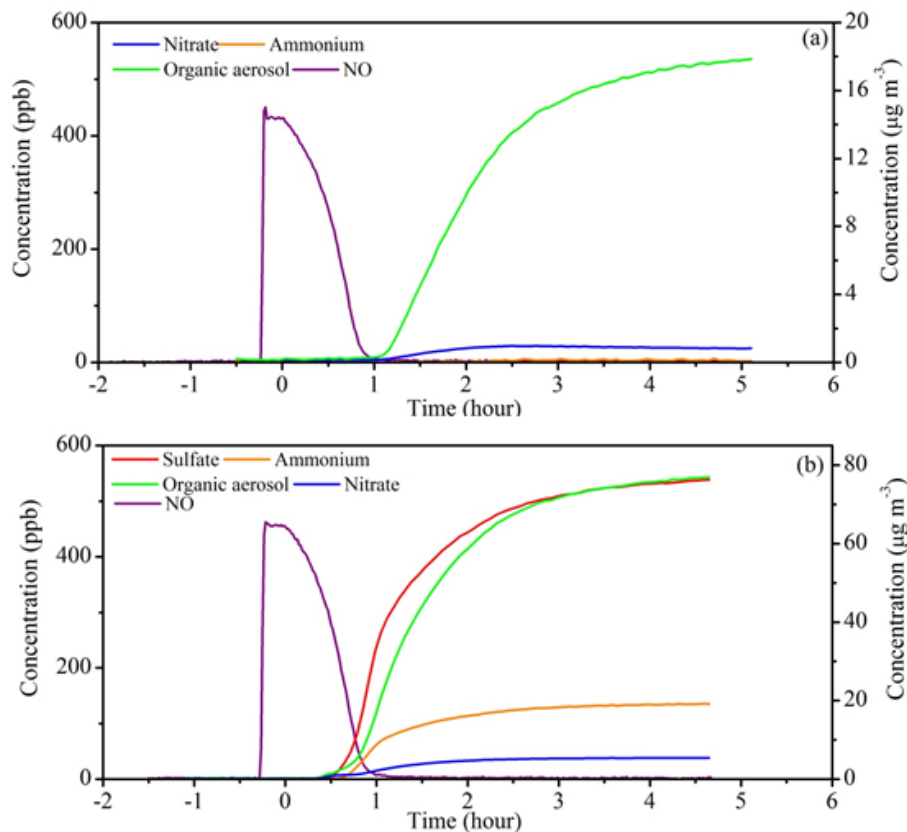 (a)
Nitrate Ammonium
Organic aerosol NO
Concentration (ppb)
600
400
200
0
Concentration (μg m⁻³)
20
16
12
8
4
0
-2 -1 0 1 2 3 4 5 6
Time (hour)
(b)
Sulfate Ammonium
Organic aerosol Nitrate
NO
Concentration (ppb)
600
400
200
0
Concentration (μg m⁻³)
80
60
40
20
0
-2 -1 0 1 2 3 4 5 6
Time (hour)